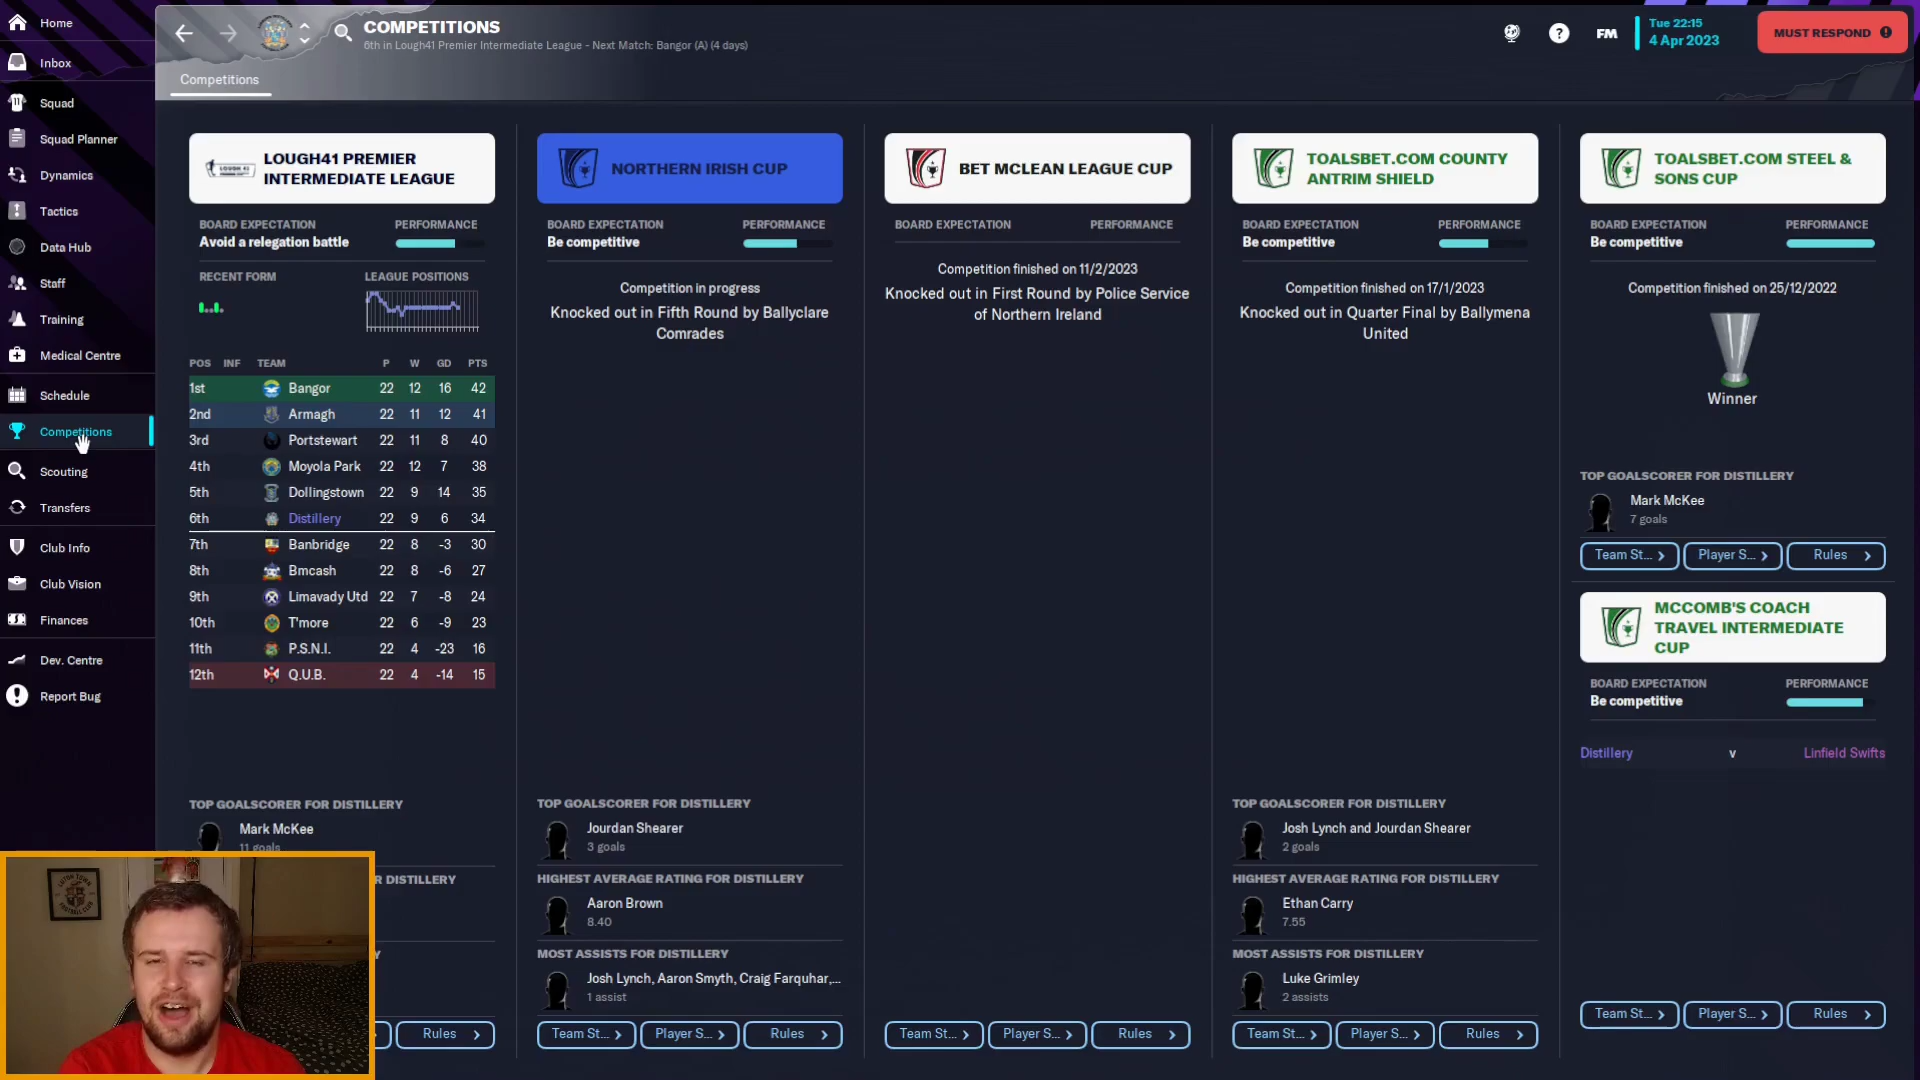 Home
Inbox
Squad
Squad Planner
Dynamics
Tactics
Data Hub
Staff
Training
Medical Centre
Schedule
Competitions
Scouting
Transfers
Club Info
Club Vision
Finances
Dev. Centre
Report Bug
COMPETITIONS
6th in Lough41 Premier Intermediate League - Next Match: Bangor (A) (4 days)
FM
Tue 22:15
4 Apr 2023
MUST RESPOND
Competitions
LOUGH41 PREMIER
INTERMEDIATE LEAGUE
BOARD EXPECTATION PERFORMANCE
Avoid a relegation battle
RECENT FORM LEAGUE POSITIONS
POS INF TEAM P W GD PTS
1st Bangor 22 12 16 42
2nd Armagh 22 11 12 41
3rd Portstewart 22 11 8 40
4th Moyola Park 22 12 7 38
5th Dollingstown 22 9 14 35
6th Distillery 22 9 6 34
7th Banbridge 22 8 -3 30
8th Bmcash 22 8 -6 27
9th Limavady Utd 22 7 -8 24
10th T'more 22 6 -9 23
11th P.S.N.I. 22 4 -23 16
12th Q.U.B. 22 4 -14 15
TOP GOALSCORER FOR DISTILLERY
Mark McKee
11 goals
R DISTILLERY
Y
Rules
LUTON TOWN
FOOTBALL CLUB
NORTHERN IRISH CUP
BOARD EXPECTATION PERFORMANCE
Be competitive
Competition in progress
Knocked out in Fifth Round by Ballyclare
Comrades
TOP GOALSCORER FOR DISTILLERY
Jourdan Shearer
3 goals
HIGHEST AVERAGE RATING FOR DISTILLERY
Aaron Brown
8.40
MOST ASSISTS FOR DISTILLERY
Josh Lynch, Aaron Smyth, Craig Farquhar,...
1 assist
Team St... Player S... Rules
BET MCLEAN LEAGUE CUP
BOARD EXPECTATION PERFORMANCE
Competition finished on 11/2/2023
Knocked out in First Round by Police Service
of Northern Ireland
Team St... Player S... Rules
TOALSBET.COM COUNTY
ANTRIM SHIELD
BOARD EXPECTATION PERFORMANCE
Be competitive
Competition finished on 17/1/2023
Knocked out in Quarter Final by Ballymena
United
TOP GOALSCORER FOR DISTILLERY
Josh Lynch and Jourdan Shearer
2 goals
HIGHEST AVERAGE RATING FOR DISTILLERY
Ethan Carry
7.55
MOST ASSISTS FOR DISTILLERY
Luke Grimley
2 assists
Team St... Player S... Rules
TOALSBET.COM STEEL &
SONS CUP
BOARD EXPECTATION PERFORMANCE
Be competitive
Competition finished on 25/12/2022
Winner
TOP GOALSCORER FOR DISTILLERY
Mark McKee
7 goals
Team St... Player S... Rules
MCCOMB'S COACH
TRAVEL INTERMEDIATE
CUP
BOARD EXPECTATION PERFORMANCE
Be competitive
Distillery v Linfield Swifts
Team St... Player S... Rules